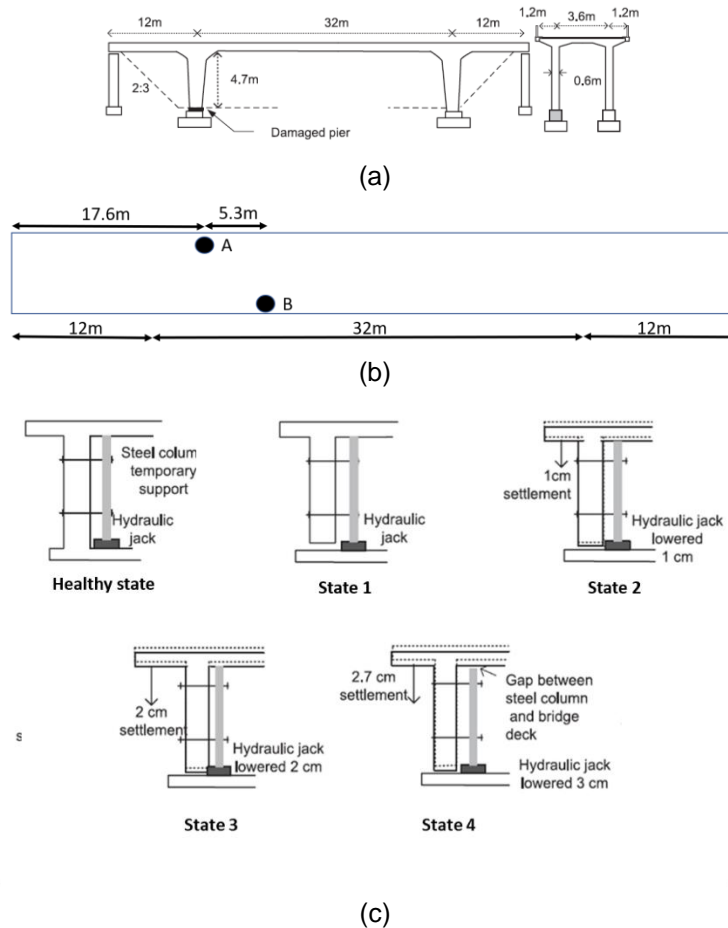 12m 32m 12m 1.2m 3.6m 1.2m
2:3
4.7m
0.6m
Damaged pier
(a)
17.6m 5.3m
A
B
12m 32m 12m
(b)
Steel colum
temporary
support
Hydraulic
jack
Healthy state
Hydraulic
jack
State 1
1cm
settlement
Hydraulic jack
lowered
1 cm
State 2
s
2 cm
settlement
Hydraulic jack
lowered 2 cm
State 3
2.7 cm
settlement
Gap between
steel column
and bridge
deck
Hydraulic jack
lowered 3 cm
State 4
(c)